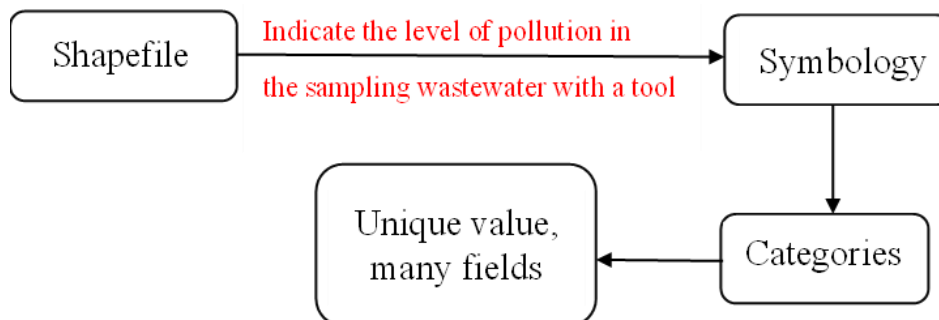 Shapefile
Indicate the level of pollution in
the sampling wastewater with a tool
Symbology
Unique value,
many fields
Categories